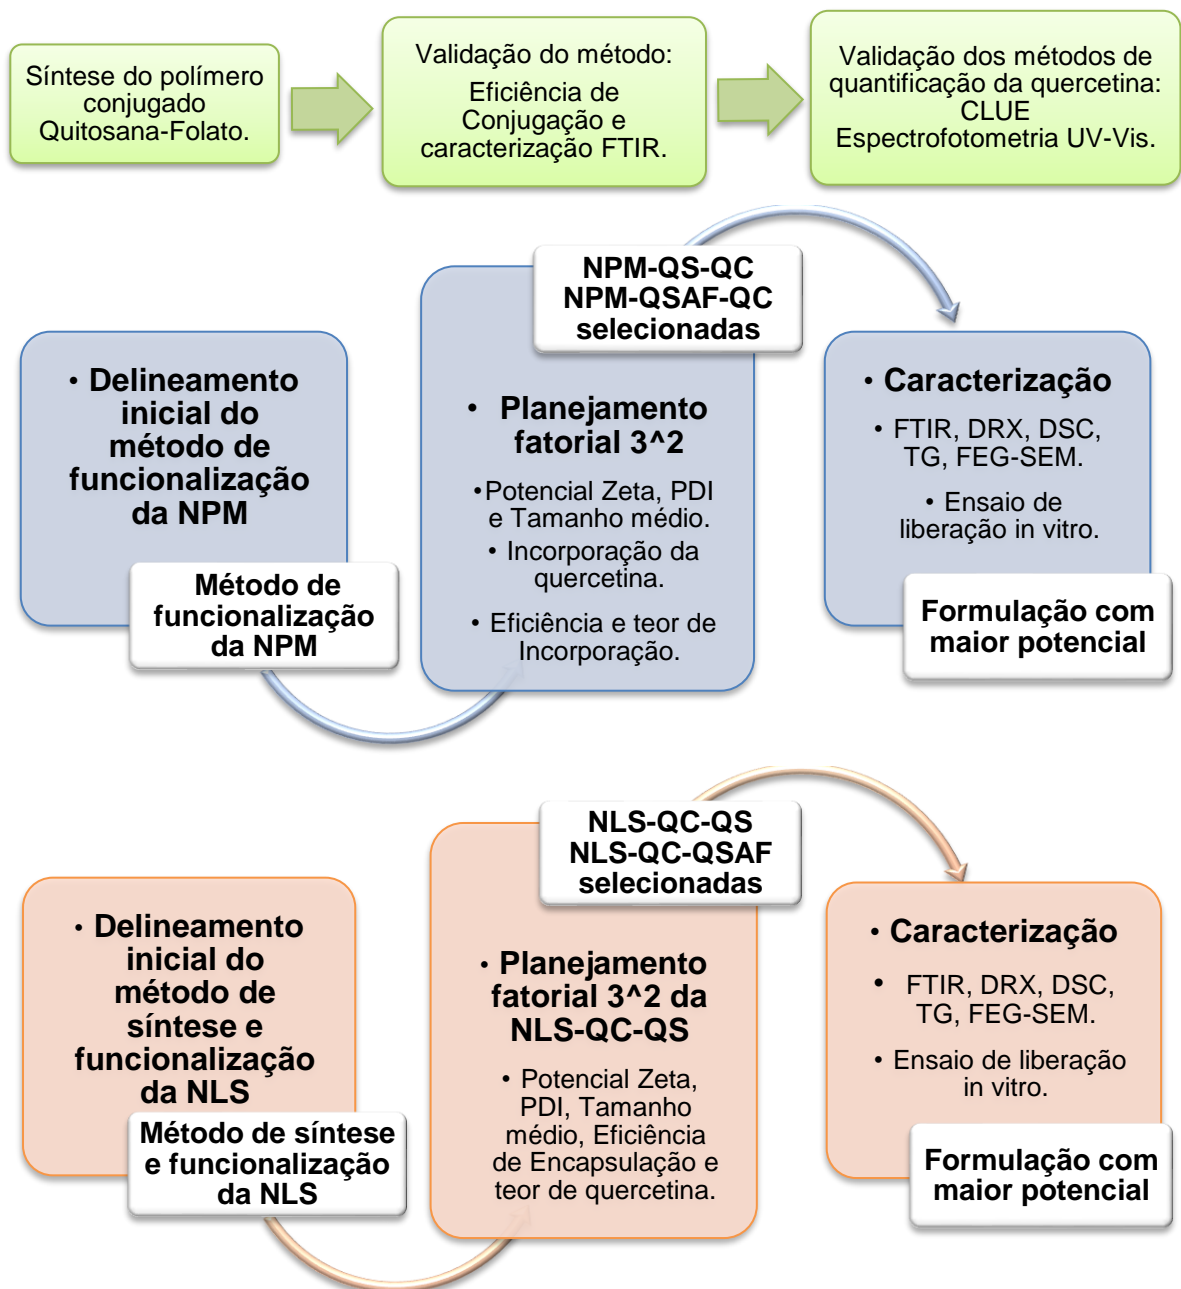 Síntese do polímero
conjugado
Quitosana-Folato.
Validação do método:
Eficiência de
Conjugação e
caracterização FTIR.
Validação dos métodos de
quantificação da quercetina:
CLUE
Espectrofotometria UV-Vis.
• Delineamento
inicial do
método de
funcionalização
da NPM
Método de
funcionalização
da NPM
NPM-QS-QC
NPM-QSAF-QC
selecionadas
• Planejamento
fatorial 3^2
•Potencial Zeta, PDI
e Tamanho médio.
• Incorporação da
quercetina.
• Eficiência e teor de
Incorporação.
• Caracterização
• FTIR, DRX, DSC,
TG, FEG-SEM.
• Ensaio de
liberação in vitro.
Formulação com
maior potencial
• Delineamento
inicial do
método de
síntese e
funcionalização
da NLS
Método de síntese
e funcionalização
da NLS
NLS-QC-QS
NLS-QC-QSAF
selecionadas
• Planejamento
fatorial 3^2 da
NLS-QC-QS
• Potencial Zeta,
PDI, Tamanho
médio, Eficiência
de Encapsulação e
teor de quercetina.
• Caracterização
• FTIR, DRX, DSC,
TG, FEG-SEM.
• Ensaio de liberação
in vitro.
Formulação com
maior potencial